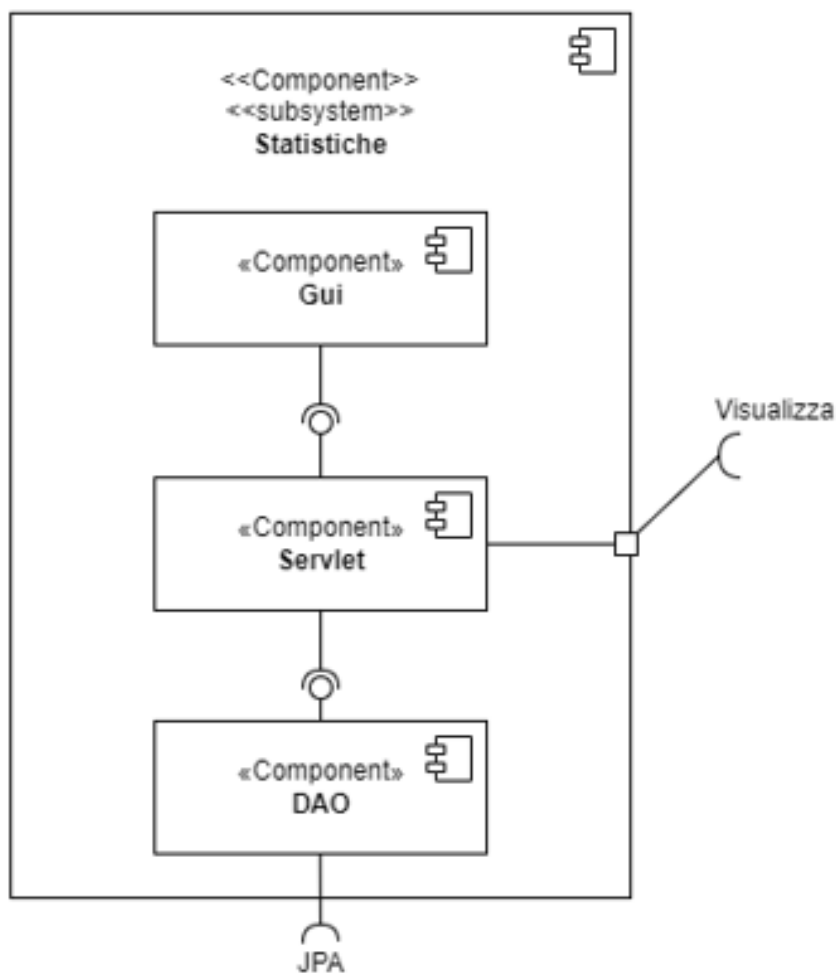 <<Component>>
<<subsystem>>
Statistiche
«Component»
Gui
Visualizza
«Component»
Servlet
«Component»
DAO
JPA